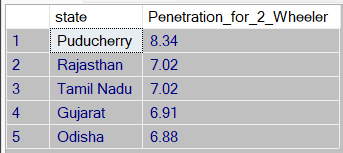 state Penetration_for_2_Wheeler
1 Puducherry 8.34
2 Rajasthan 7.02
3 Tamil Nadu 7.02
4 Gujarat 6.91
5 Odisha 6.88